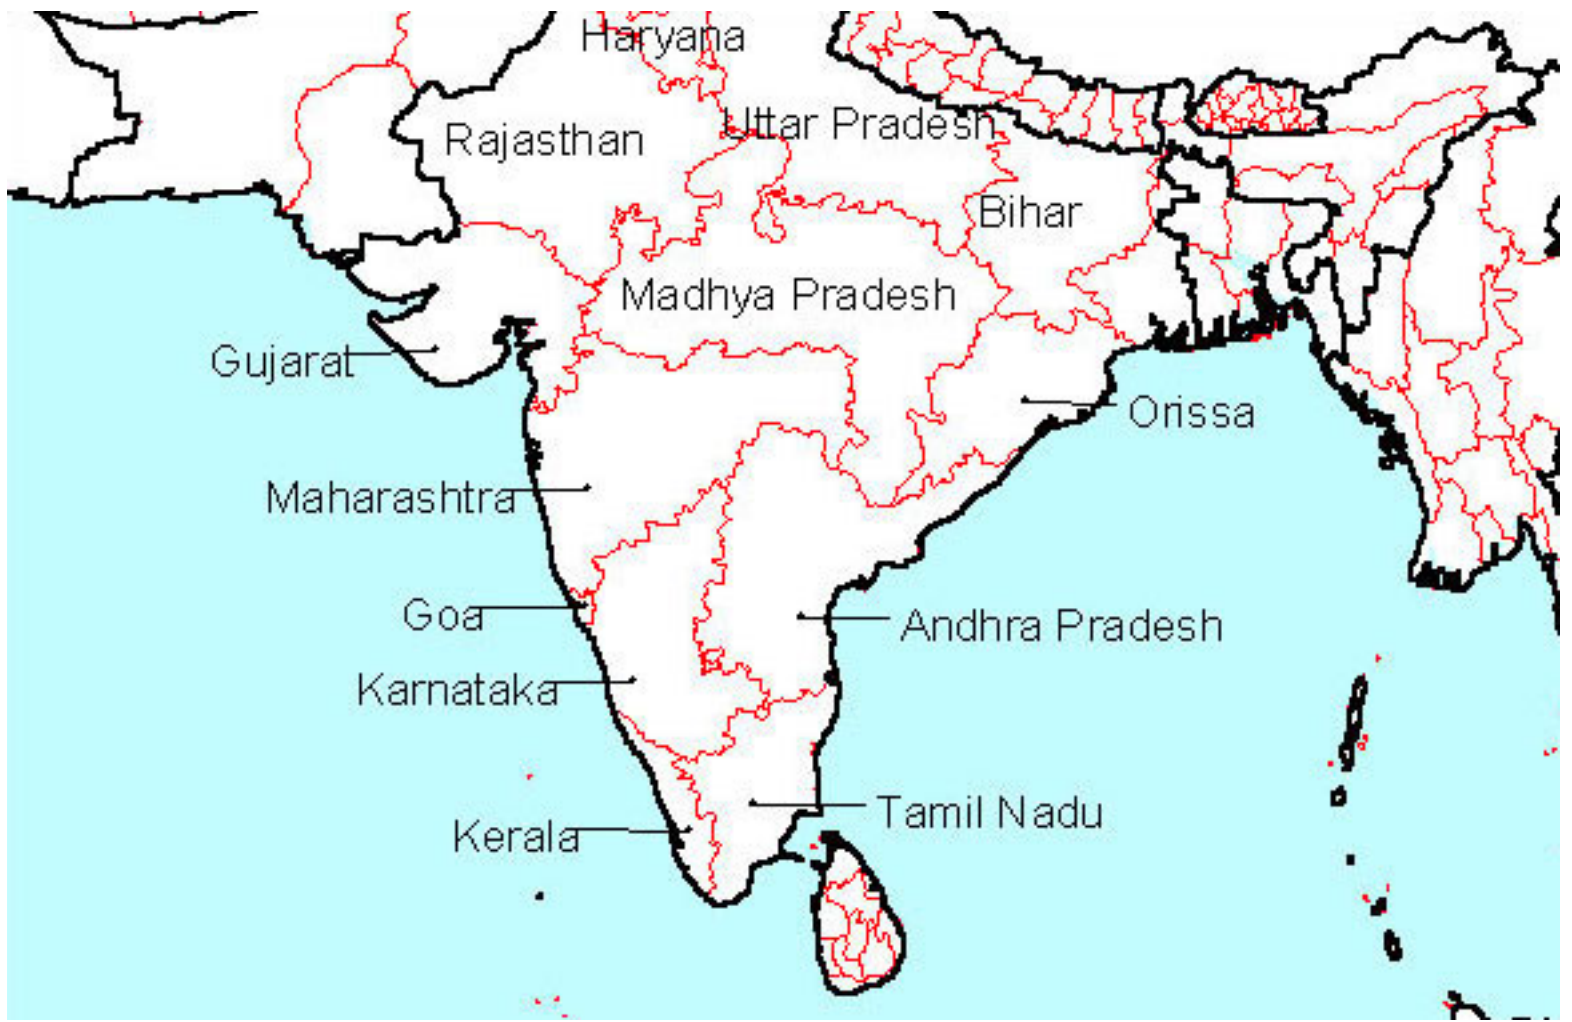 Haryana
Uttar Pradesh
Rajasthan
Bihar
Madhya Pradesh
Gujarat
Orissa
Maharashtra
Goa
Andhra Pradesh
Karnataka
Tamil Nadu
Kerala